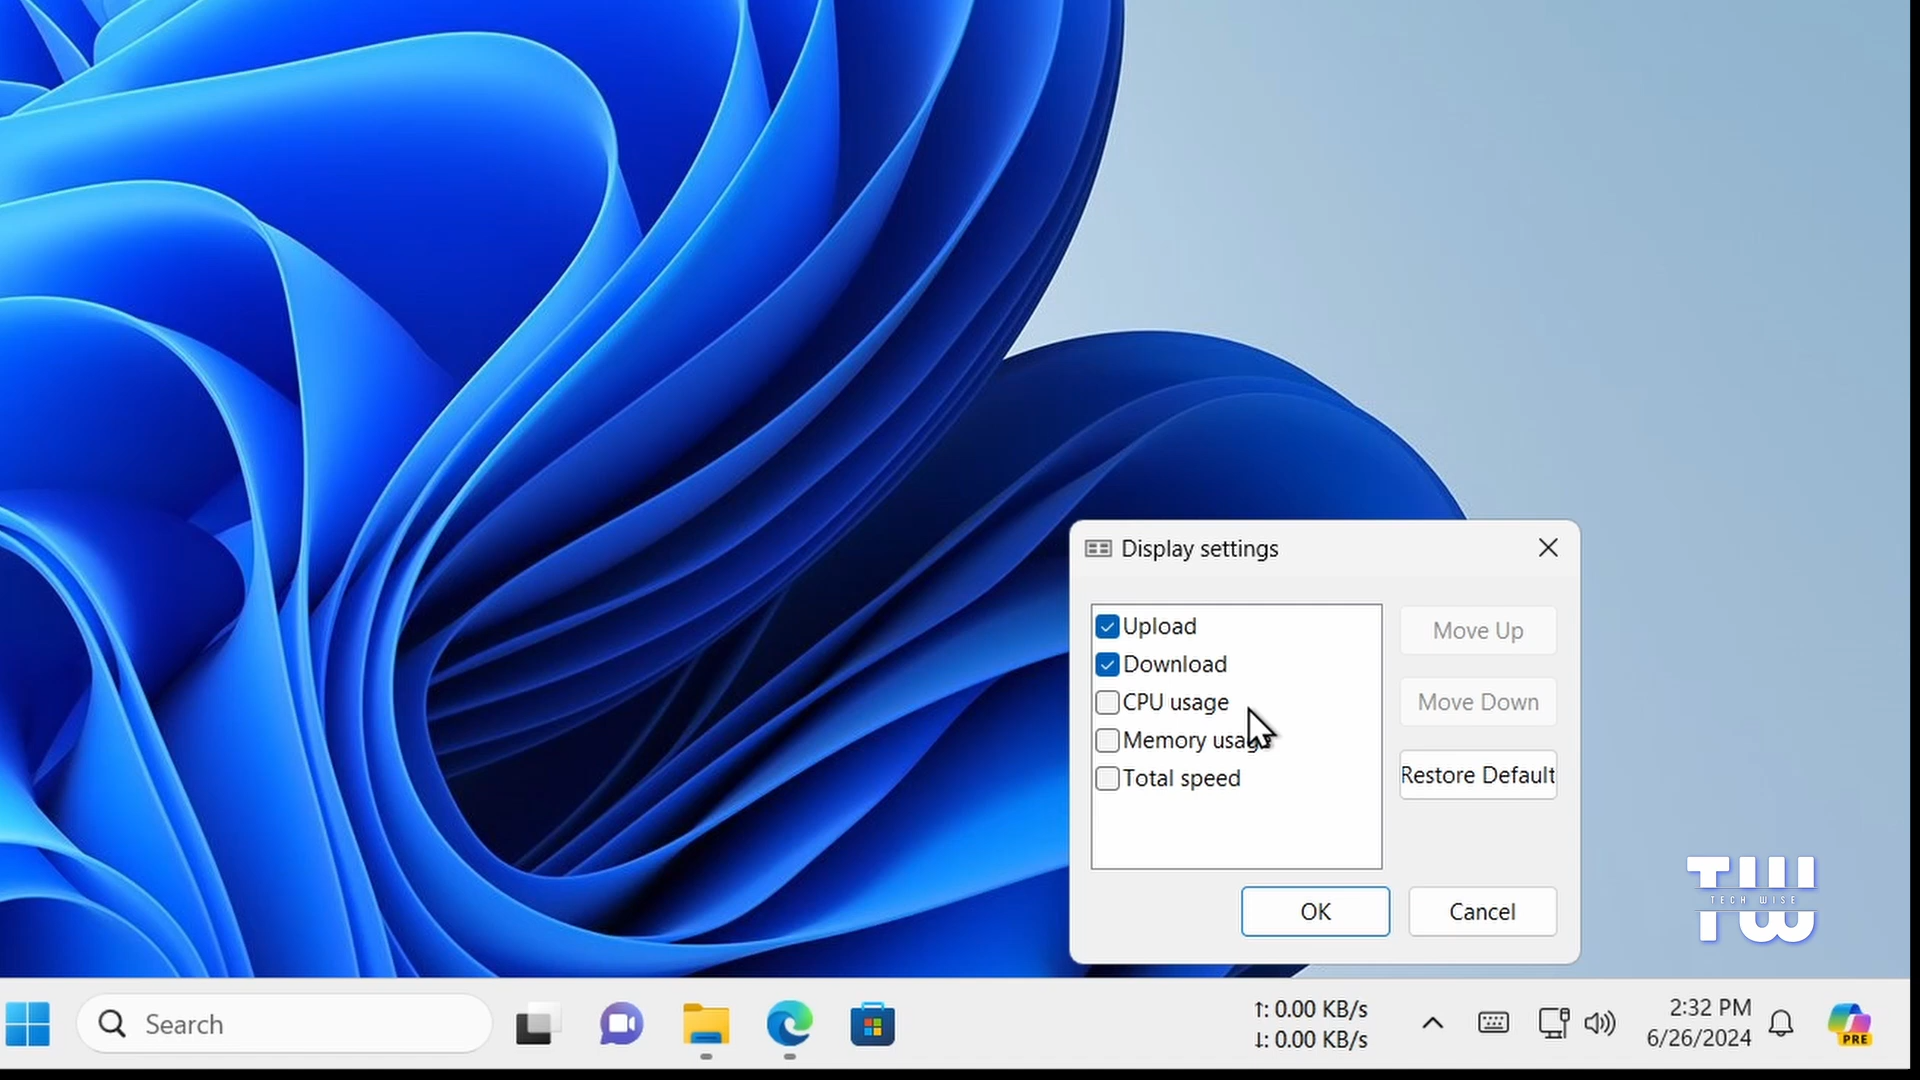 Display settings
Upload
Download
CPU usage
Memory usage
Total speed
Move Up
Move Down
Restore Default
OK
Cancel
TW
TECH WISE
Search
↑: 0.00 KB/s
↓: 0.00 KB/s
2:32 PM
6/26/2024
PRE